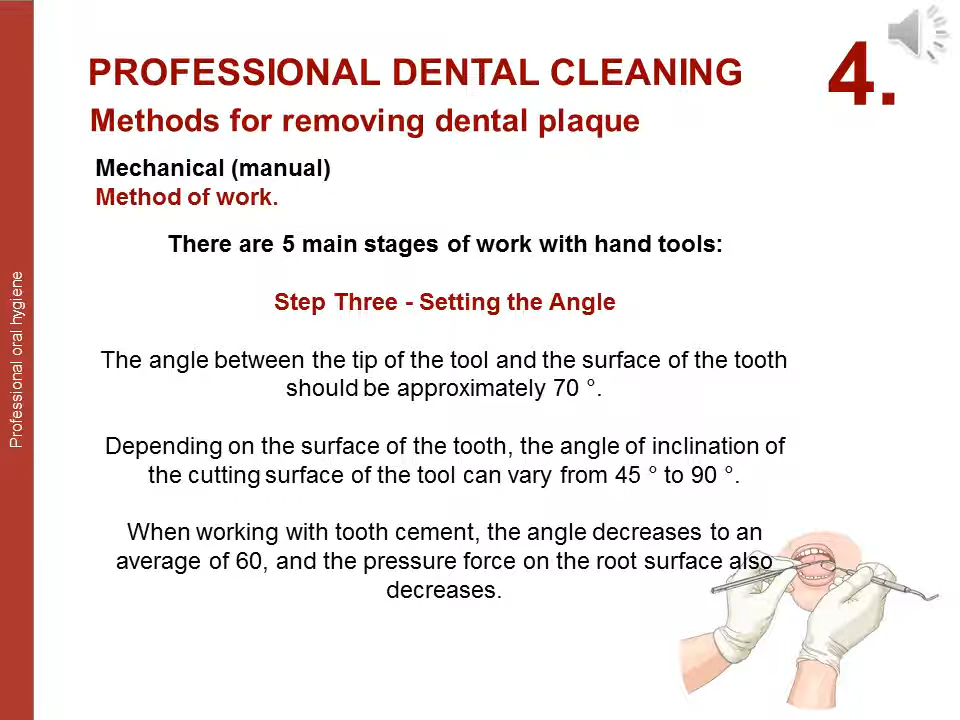 PROFESSIONAL DENTAL CLEANING
4.
Methods for removing dental plaque
Mechanical (manual)
Method of work.
There are 5 main stages of work with hand tools:
Step Three - Setting the Angle
The angle between the tip of the tool and the surface of the tooth
should be approximately 70 °.
Depending on the surface of the tooth, the angle of inclination of
the cutting surface of the tool can vary from 45 ° to 90 °.
When working with tooth cement, the angle decreases to an
average of 60, and the pressure force on the root surface also
decreases.
Professional oral hygiene